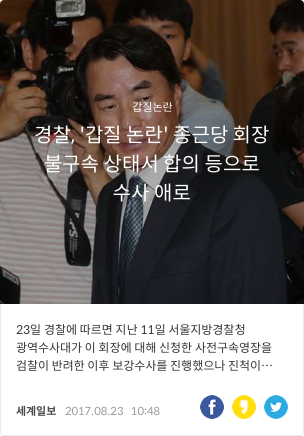 갑질논란
경찰, '갑질 논란' 종근당 회장
불구속 상태서 합의 등으로
수사 애로
23일 경찰에 따르면 지난 11일 서울지방경찰청
광역수사대가 이 회장에 대해 신청한 사전구속영장을
검찰이 반려한 이후 보강수사를 진행했으나 진척이…
세계일보 2017.08.23 10:48